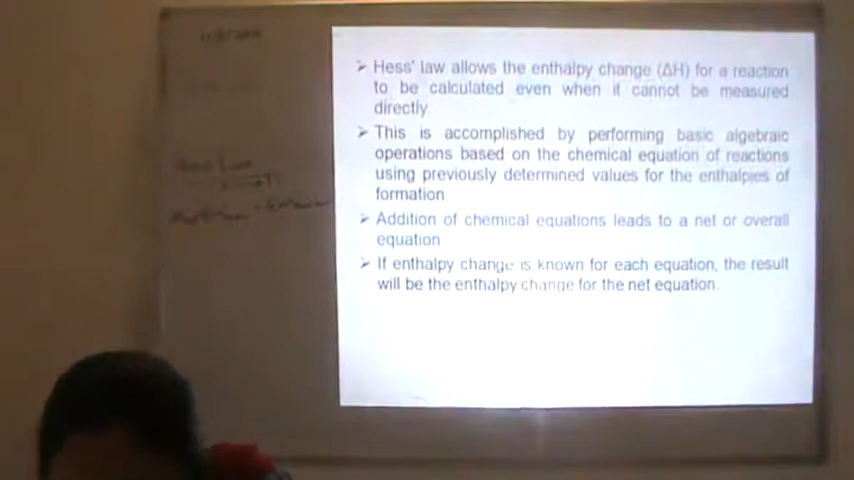 ➢ Hess' law allows the enthalpy change (ΔH) for a reaction
to be calculated even when it cannot be measured
directly.
➢ This is accomplished by performing basic algebraic
operations based on the chemical equation of reactions
using previously determined values for the enthalpies of
formation
➢ Addition of chemical equations leads to a net or overall
equation
➢ If enthalpy change is known for each equation, the result
will be the enthalpy change for the net equation.